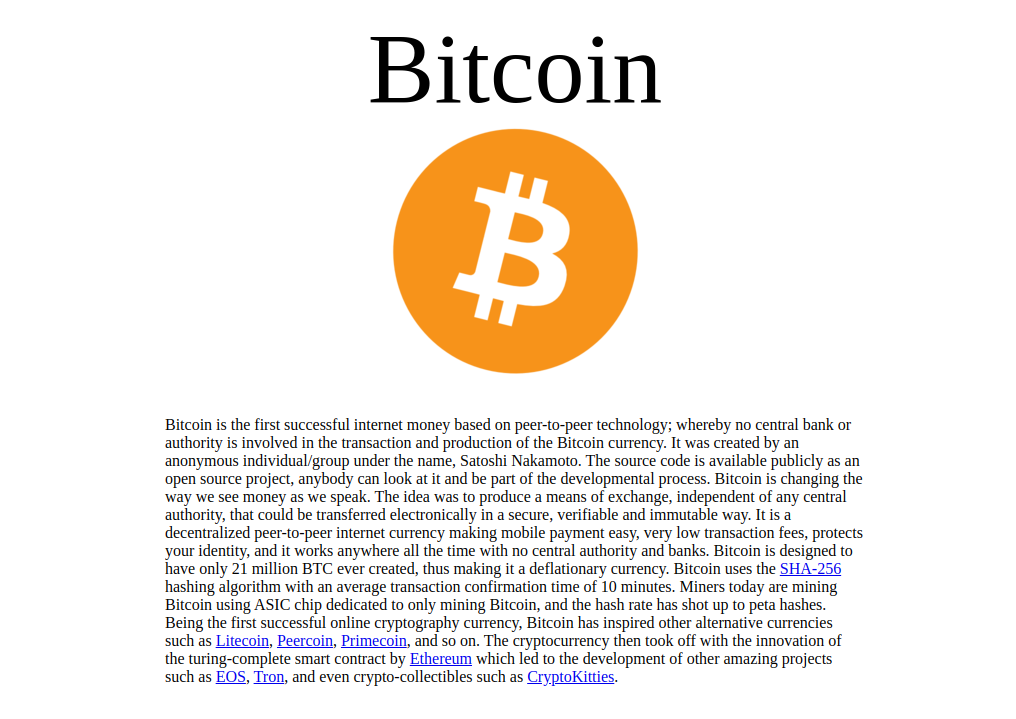 Bitcoin
Bitcoin is the first successful internet money based on peer-to-peer technology; whereby no central bank or
authority is involved in the transaction and production of the Bitcoin currency. It was created by an
anonymous individual/group under the name, Satoshi Nakamoto. The source code is available publicly as an
open source project, anybody can look at it and be part of the developmental process. Bitcoin is changing the
way we see money as we speak. The idea was to produce a means of exchange, independent of any central
authority, that could be transferred electronically in a secure, verifiable and immutable way. It is a
decentralized peer-to-peer internet currency making mobile payment easy, very low transaction fees, protects
your identity, and it works anywhere all the time with no central authority and banks. Bitcoin is designed to
have only 21 million BTC ever created, thus making it a deflationary currency. Bitcoin uses the SHA-256
hashing algorithm with an average transaction confirmation time of 10 minutes. Miners today are mining
Bitcoin using ASIC chip dedicated to only mining Bitcoin, and the hash rate has shot up to peta hashes.
Being the first successful online cryptography currency, Bitcoin has inspired other alternative currencies
such as Litecoin, Peercoin, Primecoin, and so on. The cryptocurrency then took off with the innovation of
the turing-complete smart contract by Ethereum which led to the development of other amazing projects
such as EOS, Tron, and even crypto-collectibles such as CryptoKitties.